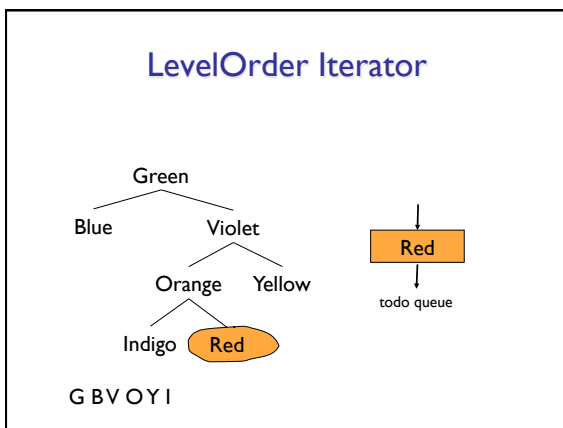 LevelOrder Iterator
Green
Blue Violet
Red
Orange Yellow
todo queue
Indigo Red
G B V O Y I